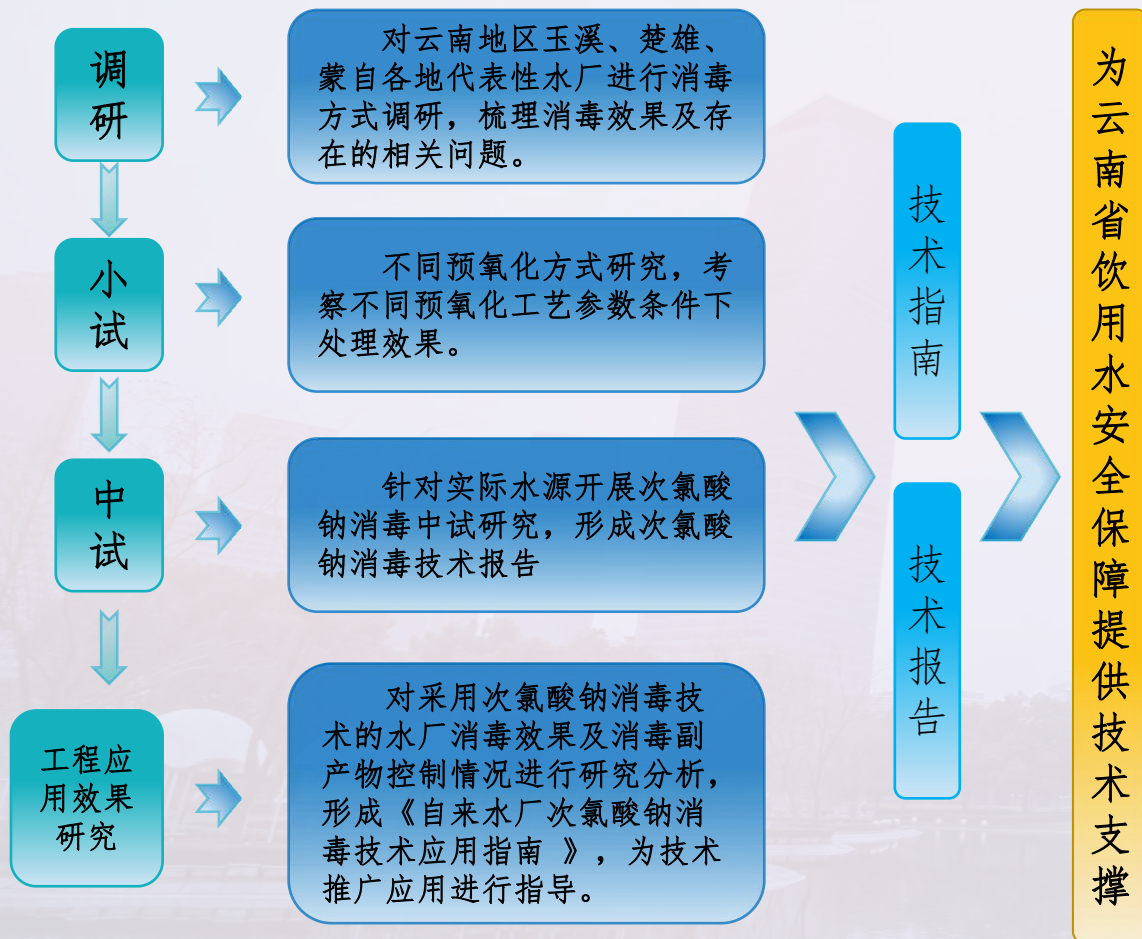 调
研
对云南地区玉溪、楚雄、
蒙自各地代表性水厂进行消毒
方式调研，梳理消毒效果及存
在的相关问题。
小
试
不同预氧化方式研究，考
察不同预氧化工艺参数条件下
处理效果。
中
试
针对实际水源开展次氯酸
钠消毒中试研究，形成次氯酸
钠消毒技术报告
工程应
用效果
研究
对采用次氯酸钠消毒技
术的水厂消毒效果及消毒副
产物控制情况进行研究分析，
形成《自来水厂次氯酸钠消
毒技术应用指南 》，为技术
推广应用进行指导。
技术指南
技术报告
为云南省饮用水安全保障提供技术支撑